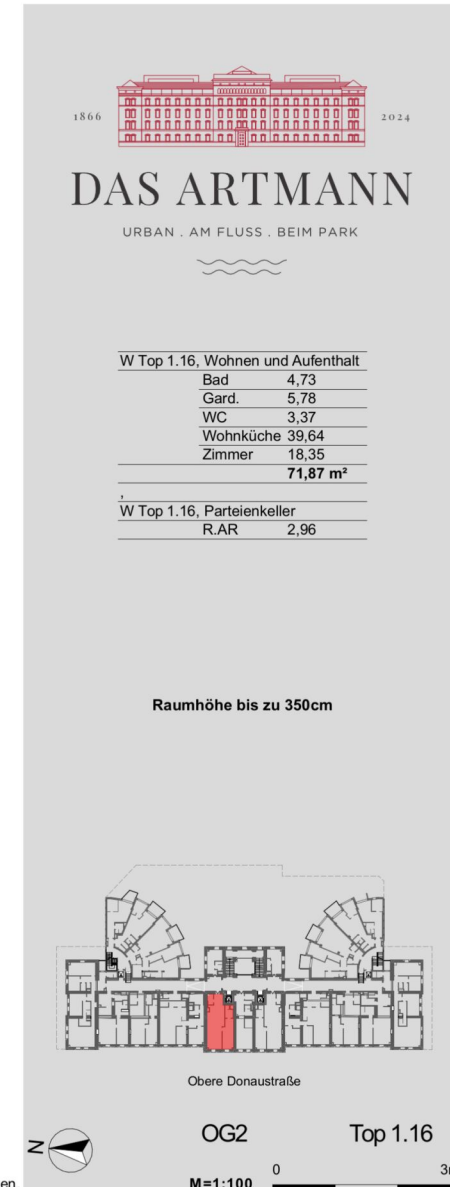 1866 2024
DAS ARTMANN
URBAN . AM FLUSS . BEIM PARK
W Top 1.16, Wohnen und Aufenthalt
Bad 4,73
Gard. 5,78
WC 3,37
Wohnküche 39,64
Zimmer 18,35
71,87 m²
,
W Top 1.16, Parteienkeller
R.AR 2,96
Raumhöhe bis zu 350cm
Obere Donaustraße
N
OG2 Top 1.16
0 3
M=1:100